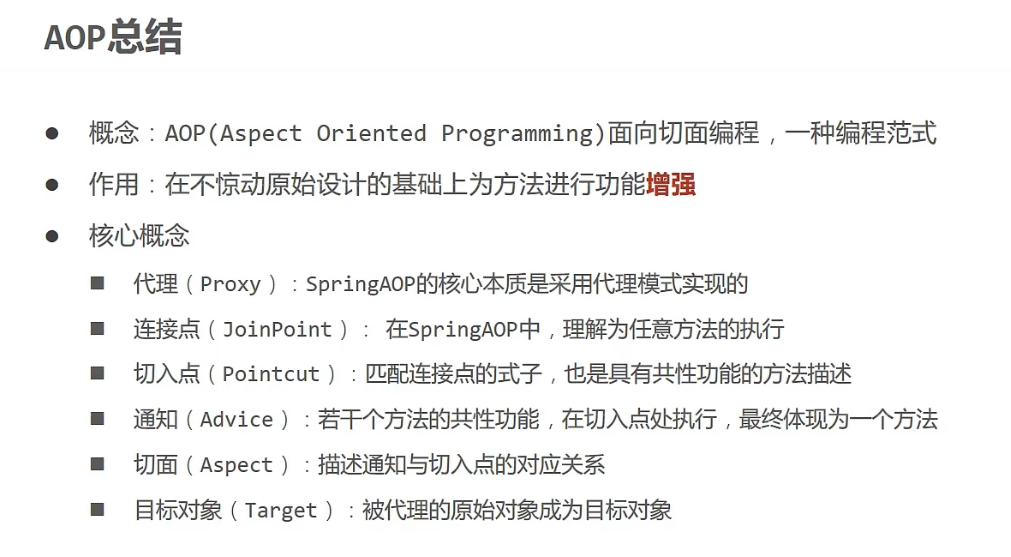 AOP总结
● 概念：AOP(Aspect Oriented Programming)面向切面编程，一种编程范式
● 作用：在不惊动原始设计的基础上为方法进行功能增强
● 核心概念
■ 代理（Proxy）：SpringAOP的核心本质是采用代理模式实现的
■ 连接点（JoinPoint）： 在SpringAOP中，理解为任意方法的执行
■ 切入点（Pointcut）：匹配连接点的式子，也是具有共性功能的方法描述
■ 通知（Advice）：若干个方法的共性功能，在切入点处执行，最终体现为一个方法
■ 切面（Aspect）：描述通知与切入点的对应关系
■ 目标对象（Target）：被代理的原始对象成为目标对象